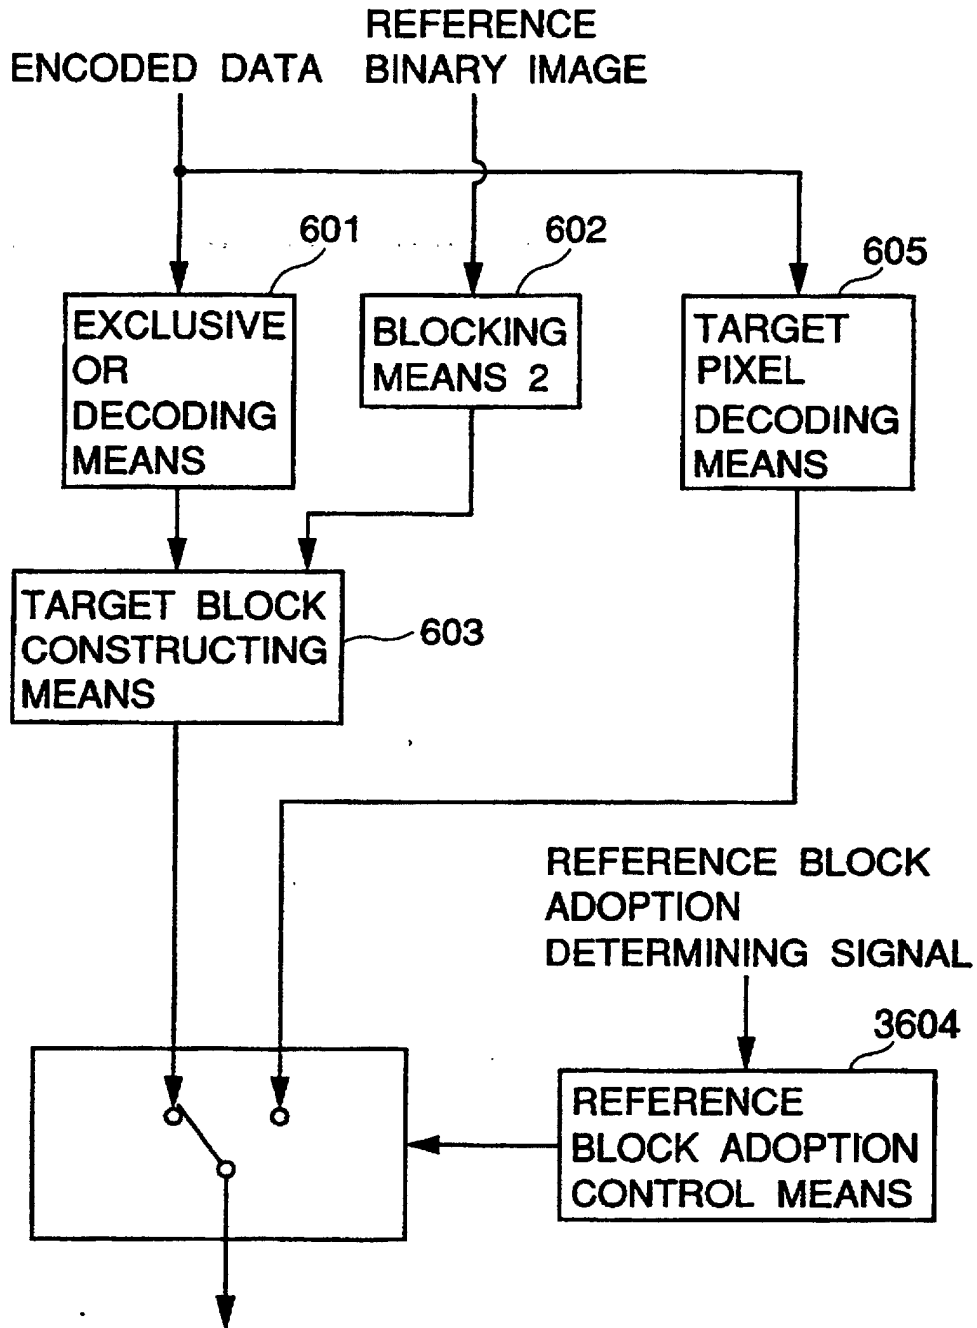 REFERENCE
ENCODED DATA
BINARY IMAGE
601
602
605
EXCLUSIVE
OR
DECODING
MEANS
BLOCKING
MEANS 2
TARGET
PIXEL
DECODING
MEANS
TARGET BLOCK
CONSTRUCTING
MEANS
603
REFERENCE BLOCK
ADOPTION
DETERMINING SIGNAL
3604
REFERENCE
BLOCK ADOPTION
CONTROL MEANS